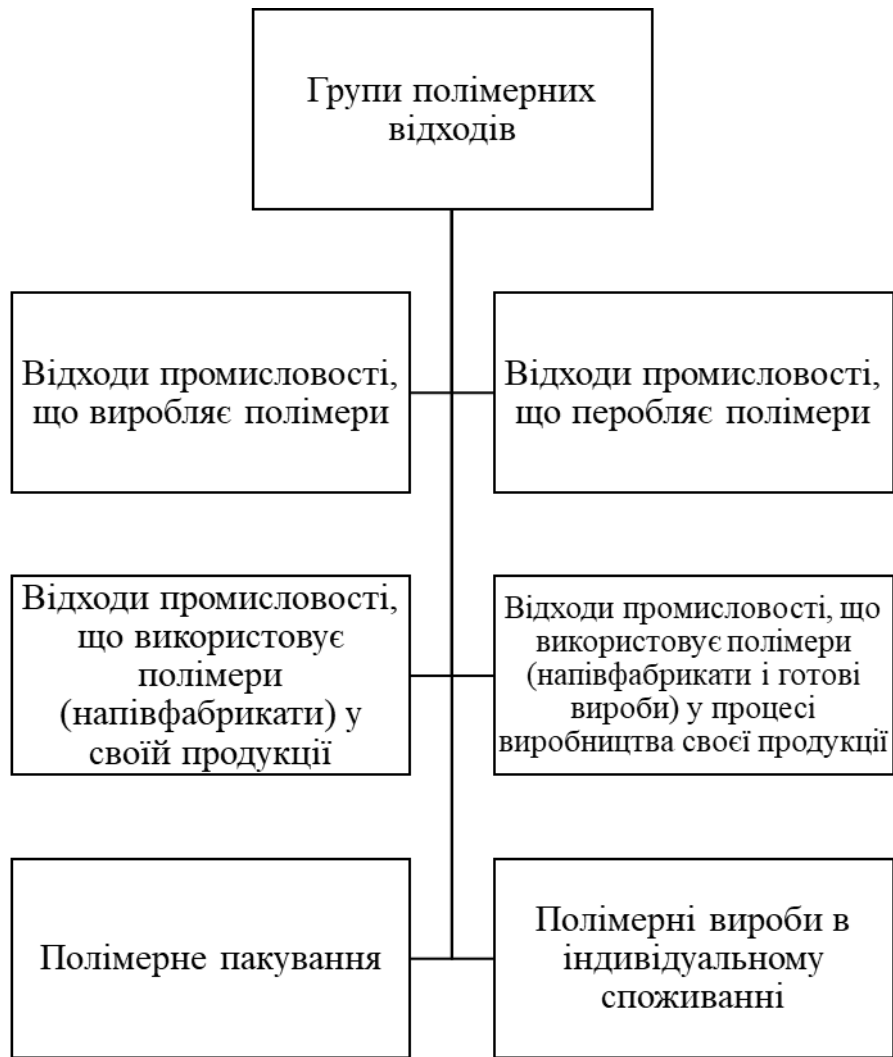 Групи полімерних
відходів
Відходи промисловості,
що виробляє полімери
Відходи промисловості,
що перобляє полімери
Відходи промисловості,
що використовує
полімери
(напівфабрикати) у
своїй продукції
Відходи промисловості, що
використовує полімери
(напівфабрикати і готові
вироби) у процесі
виробництва своєї продукції
Полімерне пакування
Полімерні вироби в
індивідуальному
споживанні